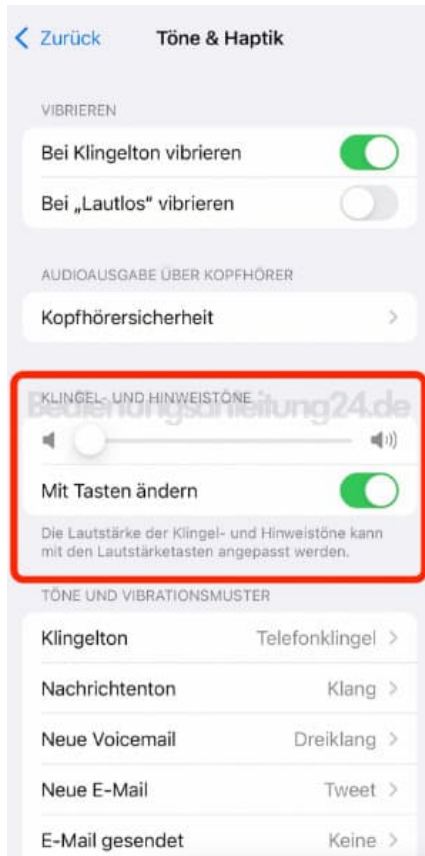 Zurück
Töne & Haptik
VIBRIEREN
Bei Klingelton vibrieren
Bei „Lautlos“ vibrieren
AUDIOAUSGABE ÜBER KOPFHÖRER
Kopfhörersicherheit
KLINGEL- UND HINWEISTÖNE
Bedienungsanleitung24.de
Mit Tasten ändern
Die Lautstärke der Klingel- und Hinweistöne kann
mit den Lautstärketasten angepasst werden.
TÖNE UND VIBRATIONSMUSTER
Klingelton Telefonklingel
Nachrichtenton Klang
Neue Voicemail Dreiklang
Neue E-Mail Tweet
E-Mail gesendet Keine